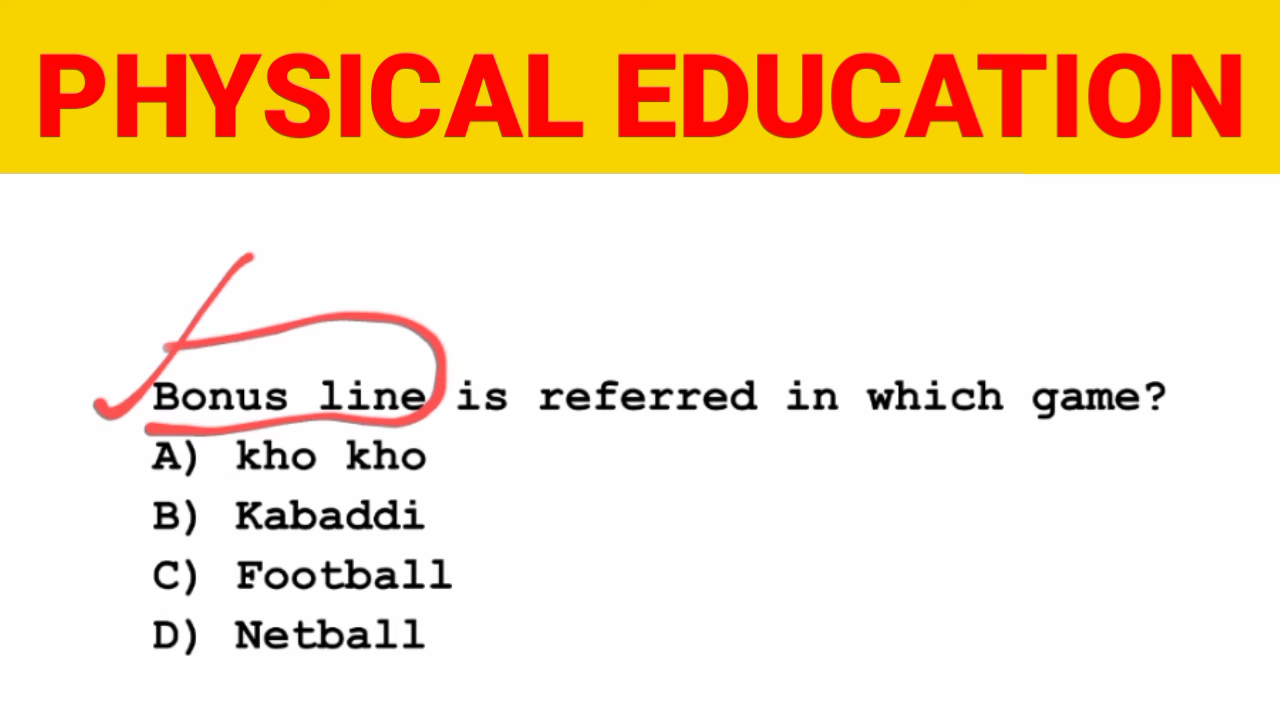 PHYSICAL EDUCATION
Bonus line is referred in which game?
A) kho kho
B) Kabaddi
C) Football
D) Netball